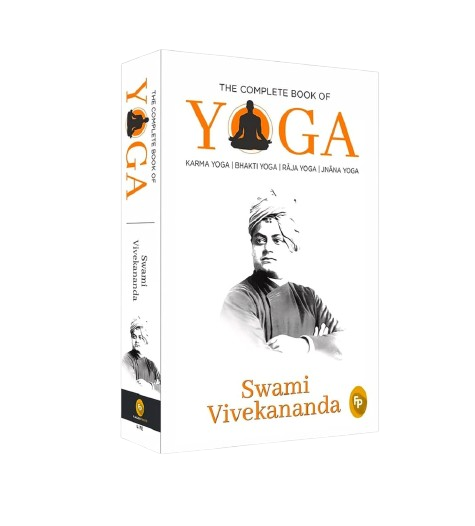 THE COMPLETE BOOK OF
YOGA
KARMA YOGA | BHAKTI YOGA | RĀJA YOGA | JNĀNA YOGA
Swami
Vivekananda
FP
THE COMPLETE BOOK OF
YOGA
Swami
Vivekananda